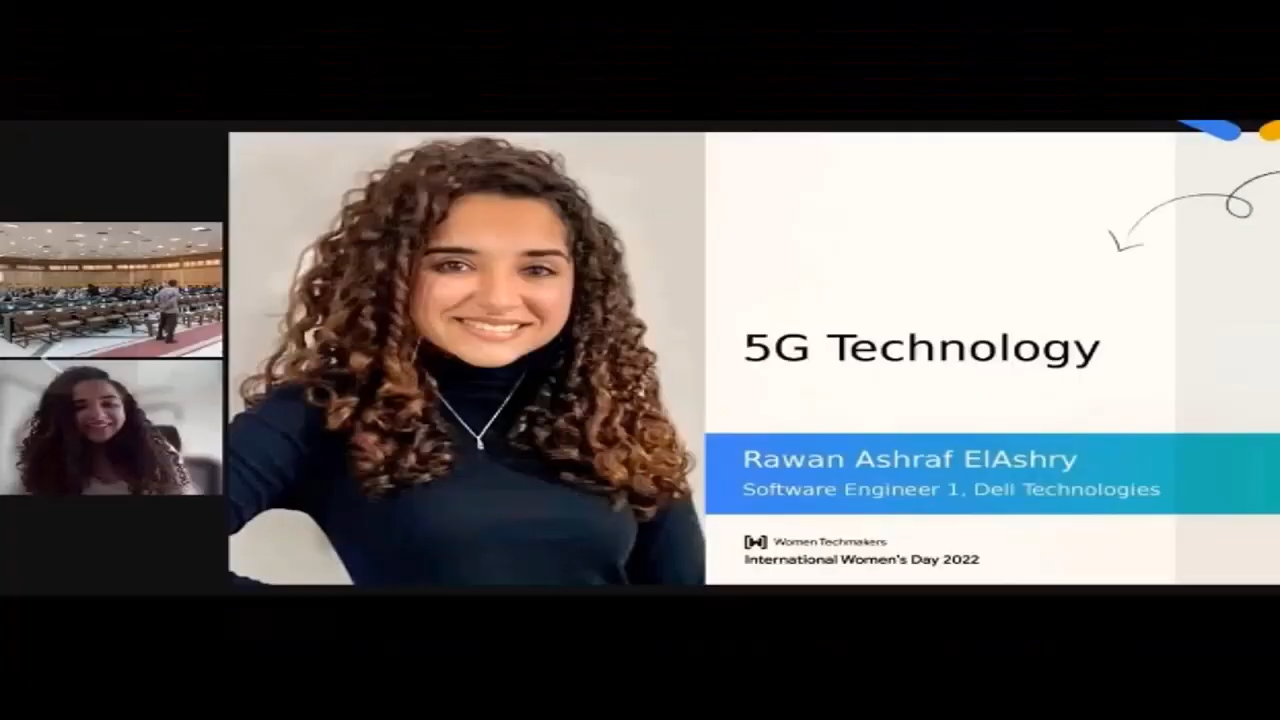 5G Technology
Rawan Ashraf ElAshry
Software Engineer 1, Dell Technologies
[W] Women Techmakers
International Women's Day 2022